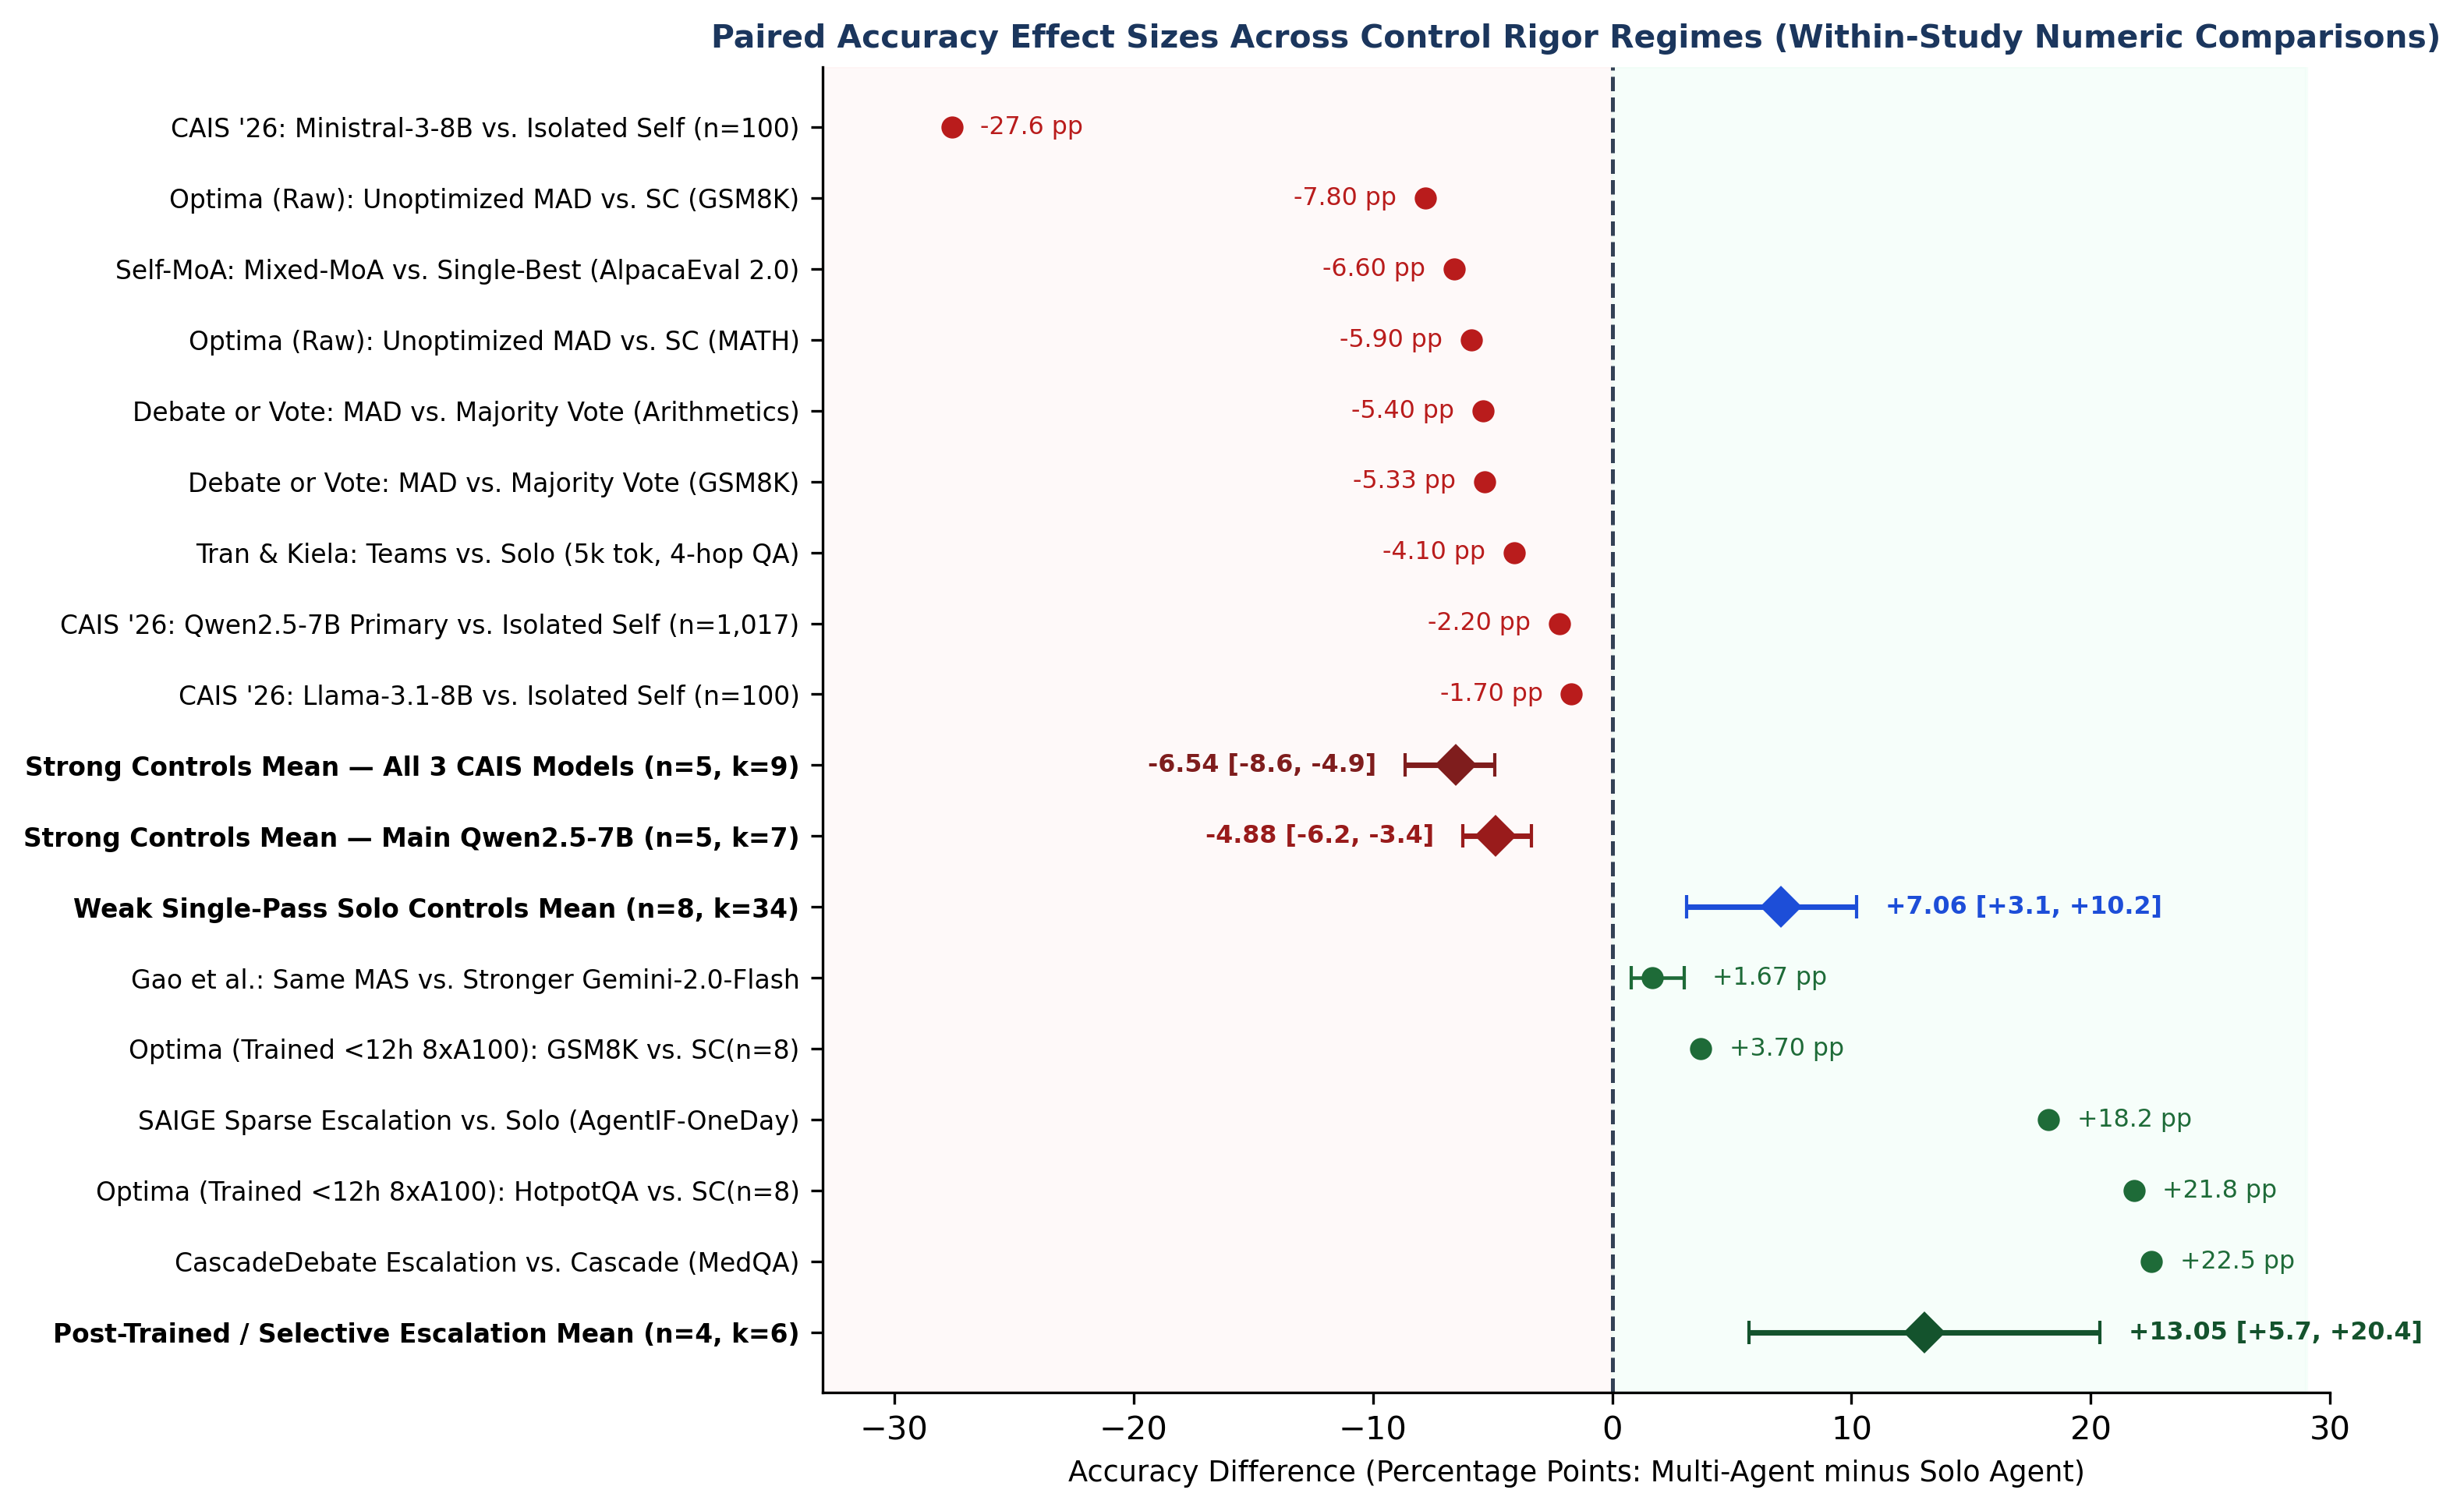 Paired Accuracy Effect Sizes Across Control Rigor Regimes (Within-Study Numeric Comparisons)
CAIS '26: Ministral-3-8B vs. Isolated Self (n=100) -27.6 pp
Optima (Raw): Unoptimized MAD vs. SC (GSM8K) -7.80 pp
Self-MoA: Mixed-MoA vs. Single-Best (AlpacaEval 2.0) -6.60 pp
Optima (Raw): Unoptimized MAD vs. SC (MATH) -5.90 pp
Debate or Vote: MAD vs. Majority Vote (Arithmetics) -5.40 pp
Debate or Vote: MAD vs. Majority Vote (GSM8K) -5.33 pp
Tran & Kiela: Teams vs. Solo (5k tok, 4-hop QA) -4.10 pp
CAIS '26: Qwen2.5-7B Primary vs. Isolated Self (n=1,017) -2.20 pp
CAIS '26: Llama-3.1-8B vs. Isolated Self (n=100) -1.70 pp
Strong Controls Mean — All 3 CAIS Models (n=5, k=9) -6.54 [-8.6, -4.9]
Strong Controls Mean — Main Qwen2.5-7B (n=5, k=7) -4.88 [-6.2, -3.4]
Weak Single-Pass Solo Controls Mean (n=8, k=34) +7.06 [+3.1, +10.2]
Gao et al.: Same MAS vs. Stronger Gemini-2.0-Flash +1.67 pp
Optima (Trained <12h 8xA100): GSM8K vs. SC(n=8) +3.70 pp
SAIGE Sparse Escalation vs. Solo (AgentIF-OneDay) +18.2 pp
Optima (Trained <12h 8xA100): HotpotQA vs. SC(n=8) +21.8 pp
CascadeDebate Escalation vs. Cascade (MedQA) +22.5 pp
Post-Trained / Selective Escalation Mean (n=4, k=6) +13.05 [+5.7, +20.4]
−30 −20 −10 0 10 20 30
Accuracy Difference (Percentage Points: Multi-Agent minus Solo Agent)